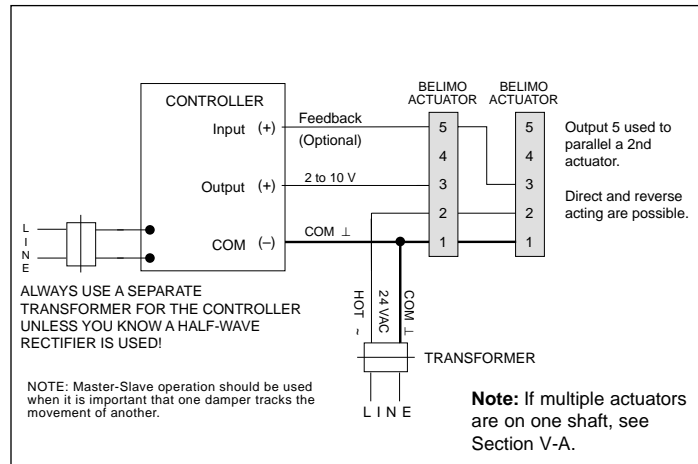 BELIMO
ACTUATOR
BELIMO
ACTUATOR
CONTROLLER
Input (+)
Feedback
(Optional)
5
4
3
2
1
5
4
3
2
1
Output 5 used to
parallel a 2nd
actuator.
Direct and reverse
acting are possible.
Output (+)
2 to 10 V
COM (–)
COM ⊥
LINE
ALWAYS USE A SEPARATE
TRANSFORMER FOR THE CONTROLLER
UNLESS YOU KNOW A HALF-WAVE
RECTIFIER IS USED!
HOT ~
24 VAC
COM ⊥
TRANSFORMER
LINE
NOTE: Master-Slave operation should be used
when it is important that one damper tracks the
movement of another.
Note: If multiple actuators
are on one shaft, see
Section V-A.